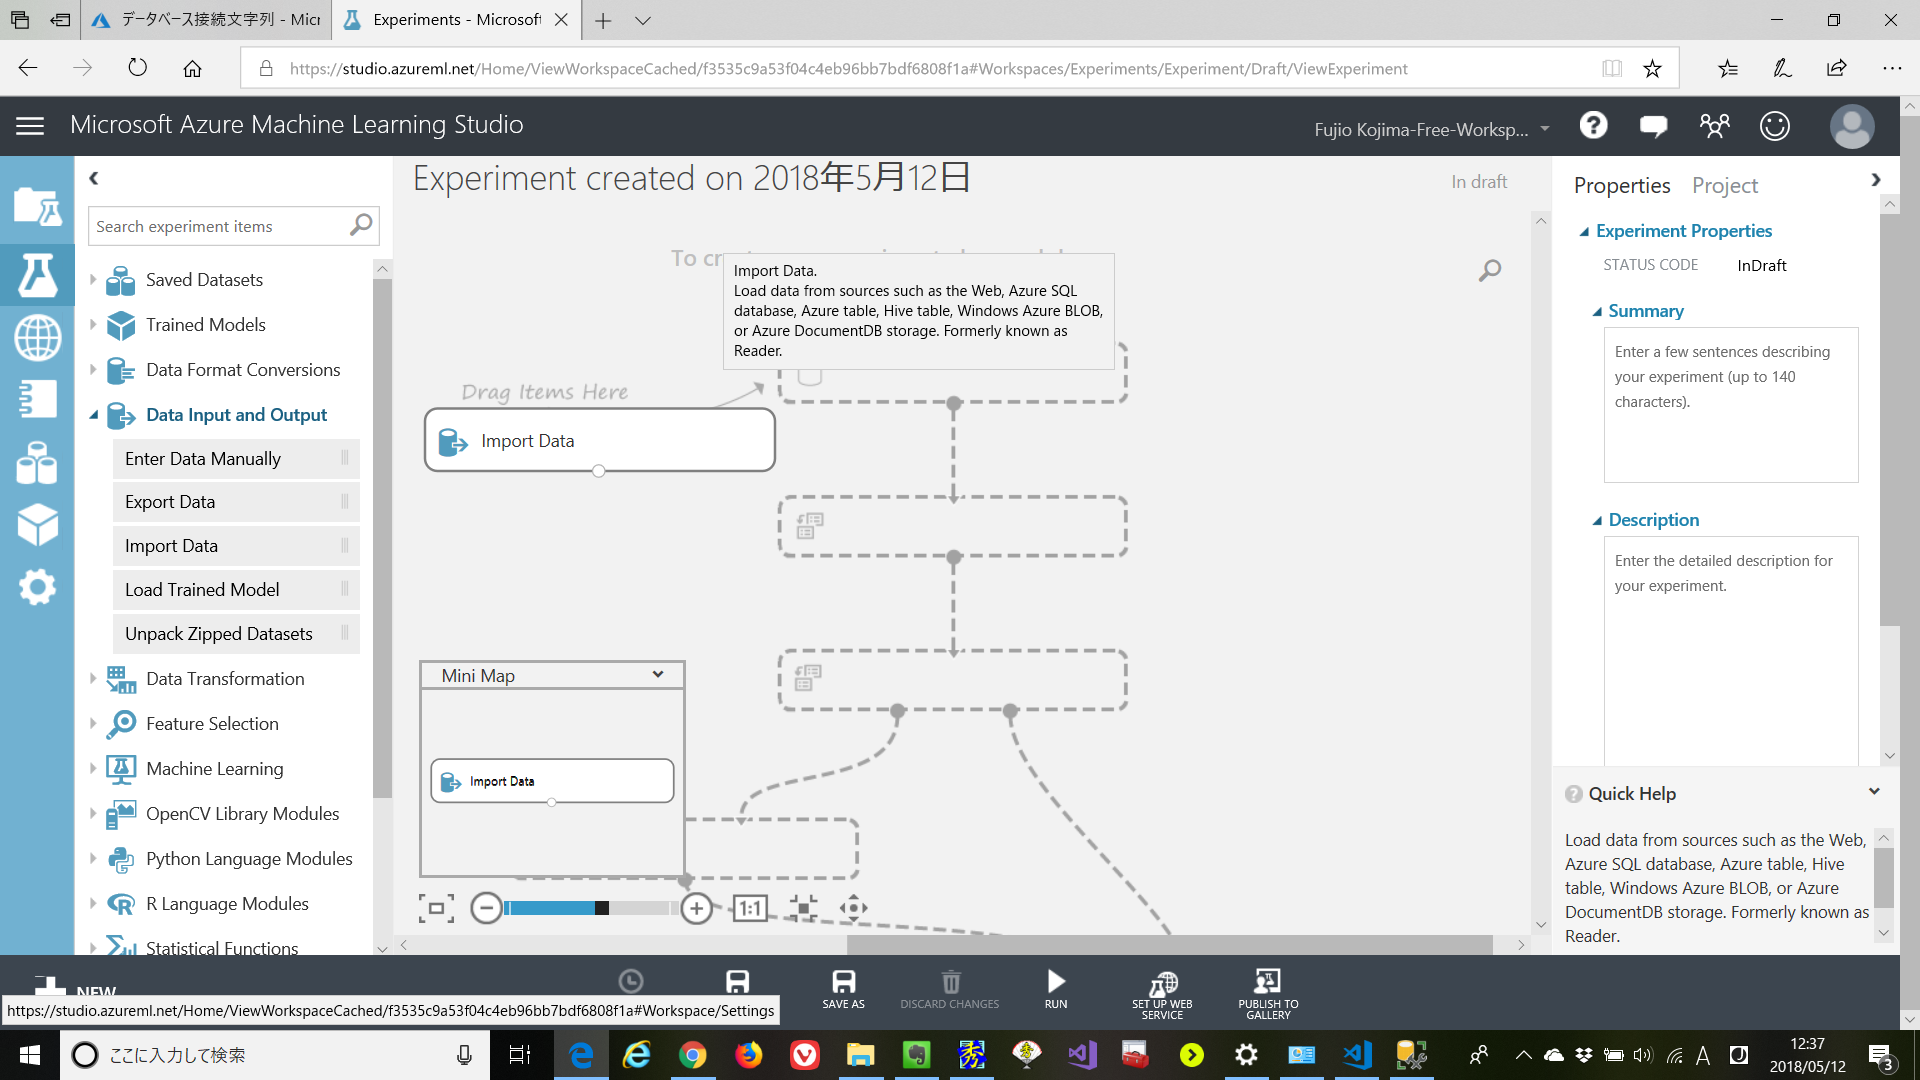 データベース接続文字列 - Micr
Experiments - Microsoft
https://studio.azureml.net/Home/ViewWorkspaceCached/f3535c9a53f04c4eb96bb7bdf6808f1a#Workspaces/Experiments/Experiment/Draft/ViewExperiment
Microsoft Azure Machine Learning Studio
Fujio Kojima-Free-Worksp...
Search experiment items
Saved Datasets
Trained Models
Data Format Conversions
Data Input and Output
Enter Data Manually
Export Data
Import Data
Load Trained Model
Unpack Zipped Datasets
Data Transformation
Feature Selection
Machine Learning
OpenCV Library Modules
Python Language Modules
R Language Modules
Statistical Functions
Experiment created on 2018年5月12日
In draft
To cr
Import Data.
Load data from sources such as the Web, Azure SQL
database, Azure table, Hive table, Windows Azure BLOB,
or Azure DocumentDB storage. Formerly known as
Reader.
Drag Items Here
Import Data
Mini Map
Import Data
1:1
Properties
Project
Experiment Properties
STATUS CODE
InDraft
Summary
Enter a few sentences describing
your experiment (up to 140
characters).
Description
Enter the detailed description for
your experiment.
Quick Help
Load data from sources such as the Web,
Azure SQL database, Azure table, Hive
table, Windows Azure BLOB, or Azure
DocumentDB storage. Formerly known as
Reader.
NEW
SAVE AS
DISCARD CHANGES
RUN
SET UP WEB
SERVICE
PUBLISH TO
GALLERY
https://studio.azureml.net/Home/ViewWorkspaceCached/f3535c9a53f04c4eb96bb7bdf6808f1a#Workspace/Settings
ここに入力して検索
A
12:37
2018/05/12
3